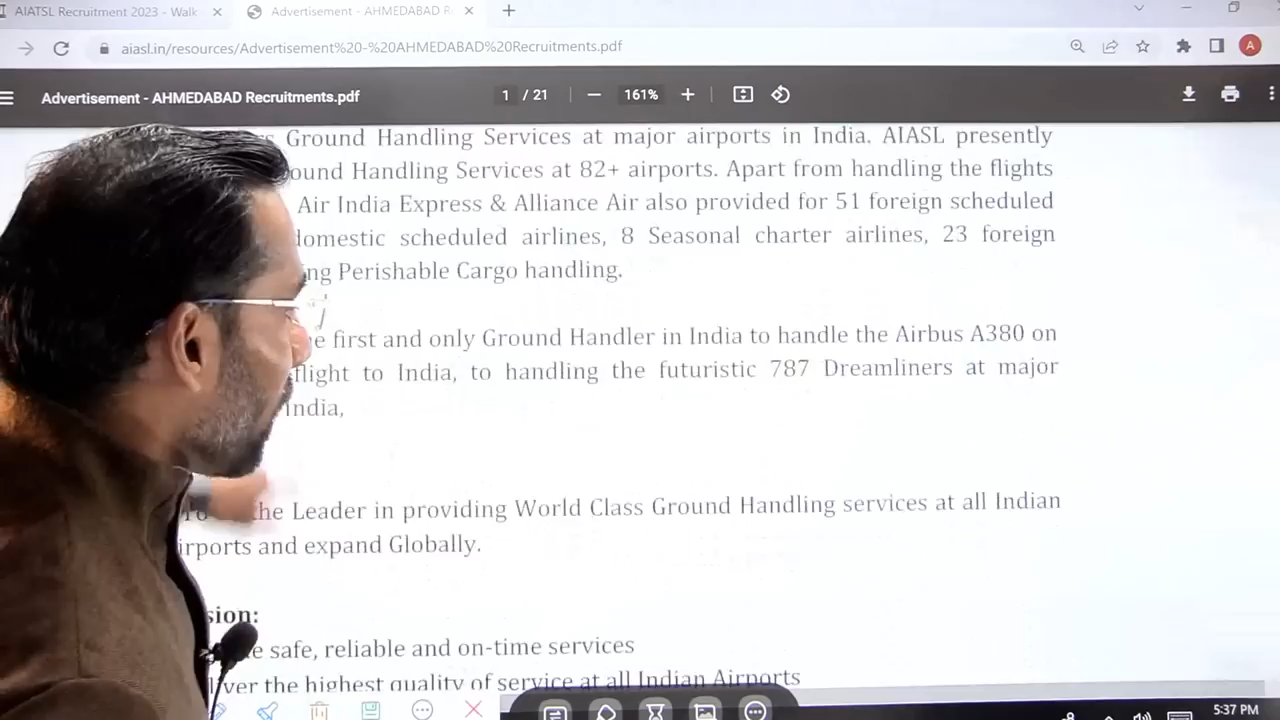 AIATSL Recruitment 2023 - Walk
Advertisement - AHMEDABAD R
aiasl.in/resources/Advertisement%20-%20AHMEDABAD%20Recruitments.pdf
A
Advertisement - AHMEDABAD Recruitments.pdf
1 / 21
161%
Ground Handling Services at major airports in India. AIASL presently
ound Handling Services at 82+ airports. Apart from handling the flights
Air India Express & Alliance Air also provided for 51 foreign scheduled
domestic scheduled airlines, 8 Seasonal charter airlines, 23 foreign
ng Perishable Cargo handling.
e first and only Ground Handler in India to handle the Airbus A380 on
flight to India, to handling the futuristic 787 Dreamliners at major
India,
the Leader in providing World Class Ground Handling services at all Indian
irports and expand Globally.
sion:
e safe, reliable and on-time services
iver the highest quality of service at all Indian Airports
5:37 PM